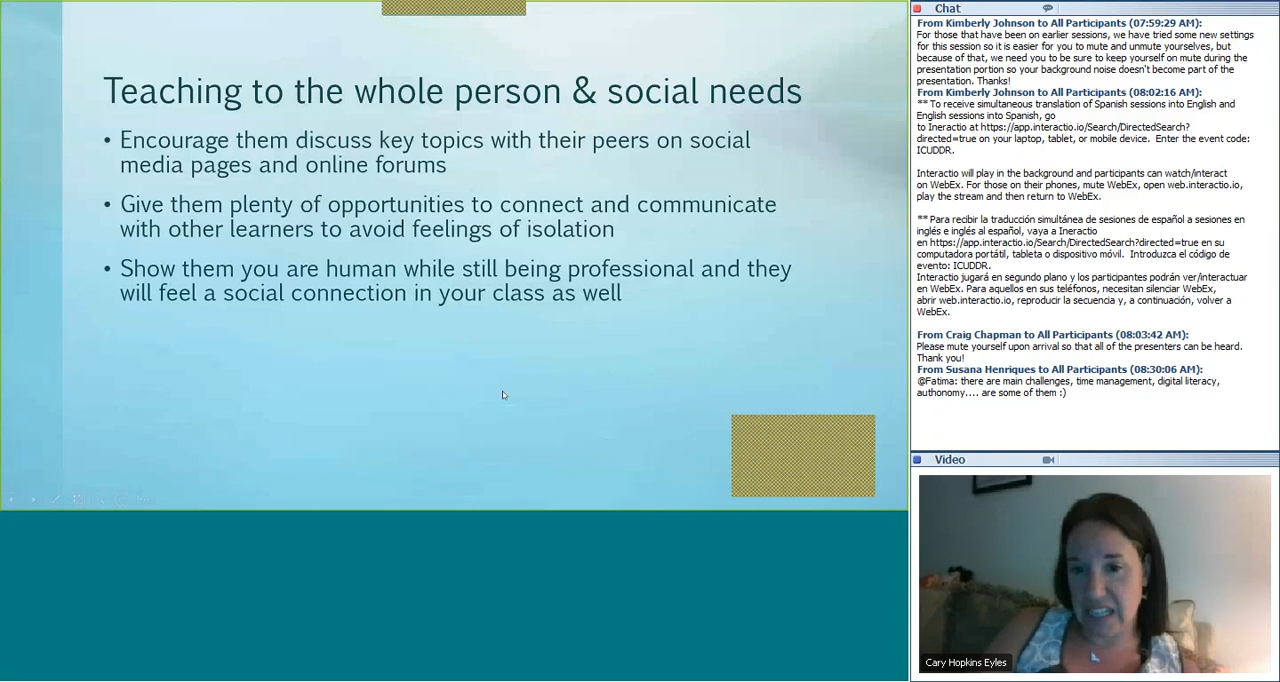 Teaching to the whole person & social needs
• Encourage them discuss key topics with their peers on social
media pages and online forums
• Give them plenty of opportunities to connect and communicate
with other learners to avoid feelings of isolation
• Show them you are human while still being professional and they
will feel a social connection in your class as well
Chat
From Kimberly Johnson to All Participants (07:59:29 AM):
For those that have been on earlier sessions, we have tried some new settings
for this session so it is easier for you to mute and unmute yourselves, but
because of that, we need you to be sure to keep yourself on mute during the
presentation portion so your background noise doesn't become part of the
presentation. Thanks!
From Kimberly Johnson to All Participants (08:02:16 AM):
** To receive simultaneous translation of Spanish sessions into English and
English sessions into Spanish, go
to Ineractio at https://app.interactio.io/Search/DirectedSearch?
directed=true on your laptop, tablet, or mobile device. Enter the event code:
ICUDDR.
Interactio will play in the background and participants can watch/interact
on WebEx. For those on their phones, mute WebEx, open web.interactio.io,
play the stream and then return to WebEx.
** Para recibir la traducción simultánea de sesiones de español a sesiones en
inglés e inglés al español, vaya a Ineractio
en https://app.interactio.io/Search/DirectedSearch?directed=true en su
computadora portátil, tableta o dispositivo móvil. Introduzca el código de
evento: ICUDDR.
Interactio jugará en segundo plano y los participantes podrán ver/interactuar
en WebEx. Para aquellos en sus teléfonos, necesitan silenciar WebEx,
abrir web.interactio.io, reproducir la secuencia y, a continuación, volver a
WebEx.
From Craig Chapman to All Participants (08:03:42 AM):
Please mute yourself upon arrival so that all of the presenters can be heard.
Thank you!
From Susana Henriques to All Participants (08:30:06 AM):
@Fatima: there are main challenges, time management, digital literacy,
authonomy.... are some of them :)
Video
Cary Hopkins Eyles